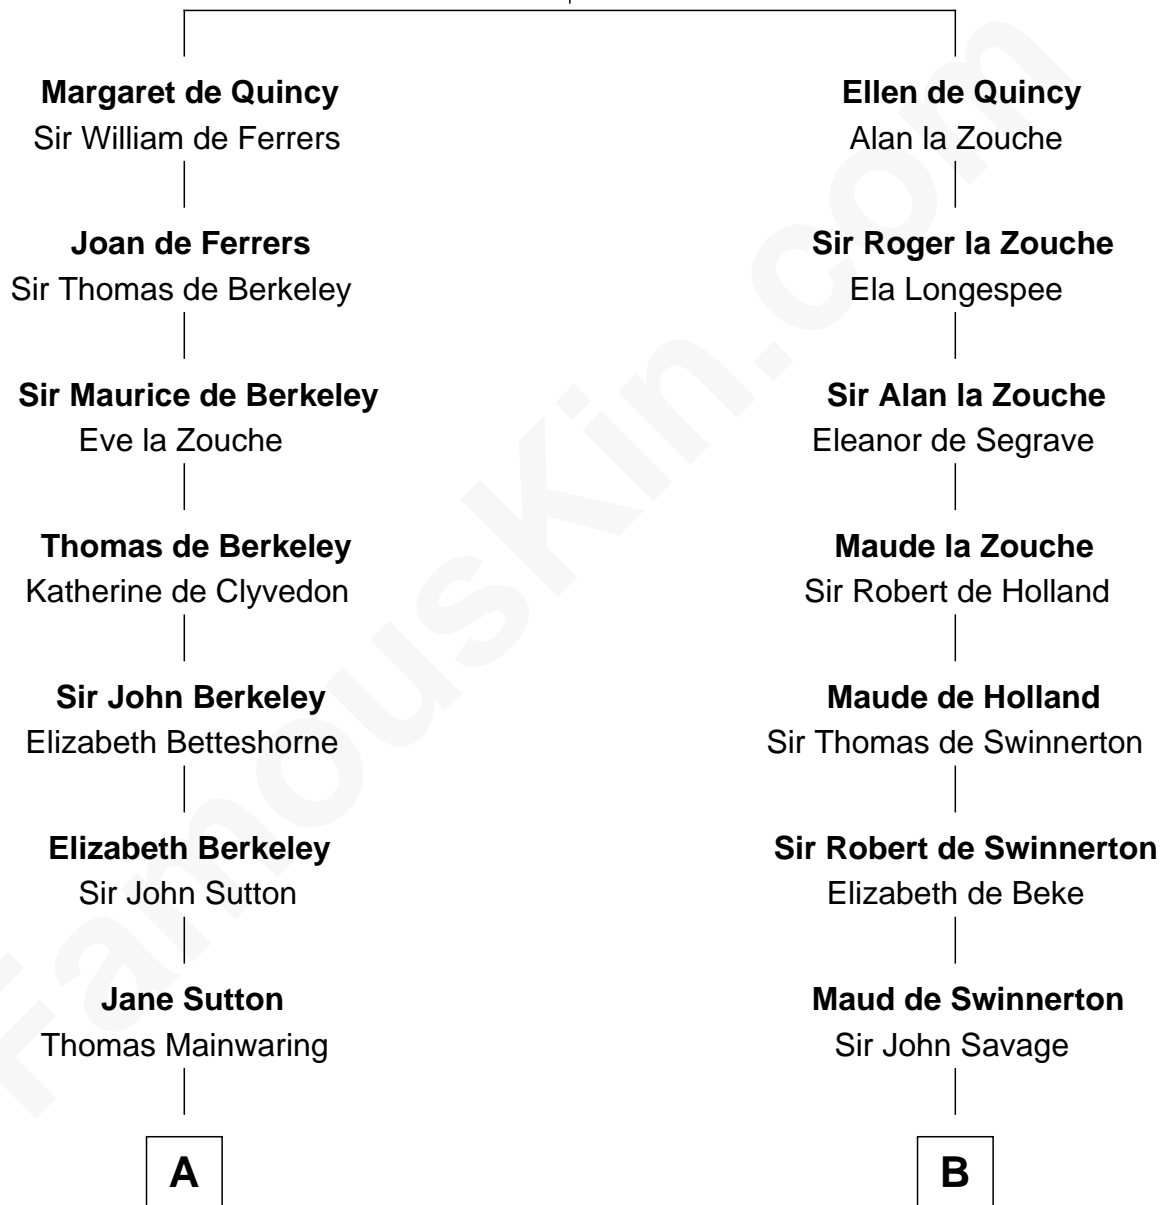 Margaret de Quincy
Sir William de Ferrers
Joan de Ferrers
Sir Thomas de Berkeley
Sir Maurice de Berkeley
Eve la Zouche
Thomas de Berkeley
Katherine de Clyvedon
Sir John Berkeley
Elizabeth Betteshorne
Elizabeth Berkeley
Sir John Sutton
Jane Sutton
Thomas Mainwaring
A
Ellen de Quincy
Alan la Zouche
Sir Roger la Zouche
Ela Longespee
Sir Alan la Zouche
Eleanor de Segrave
Maude la Zouche
Sir Robert de Holland
Maude de Holland
Sir Thomas de Swinnerton
Sir Robert de Swinnerton
Elizabeth de Beke
Maud de Swinnerton
Sir John Savage
B
FamousKin.com